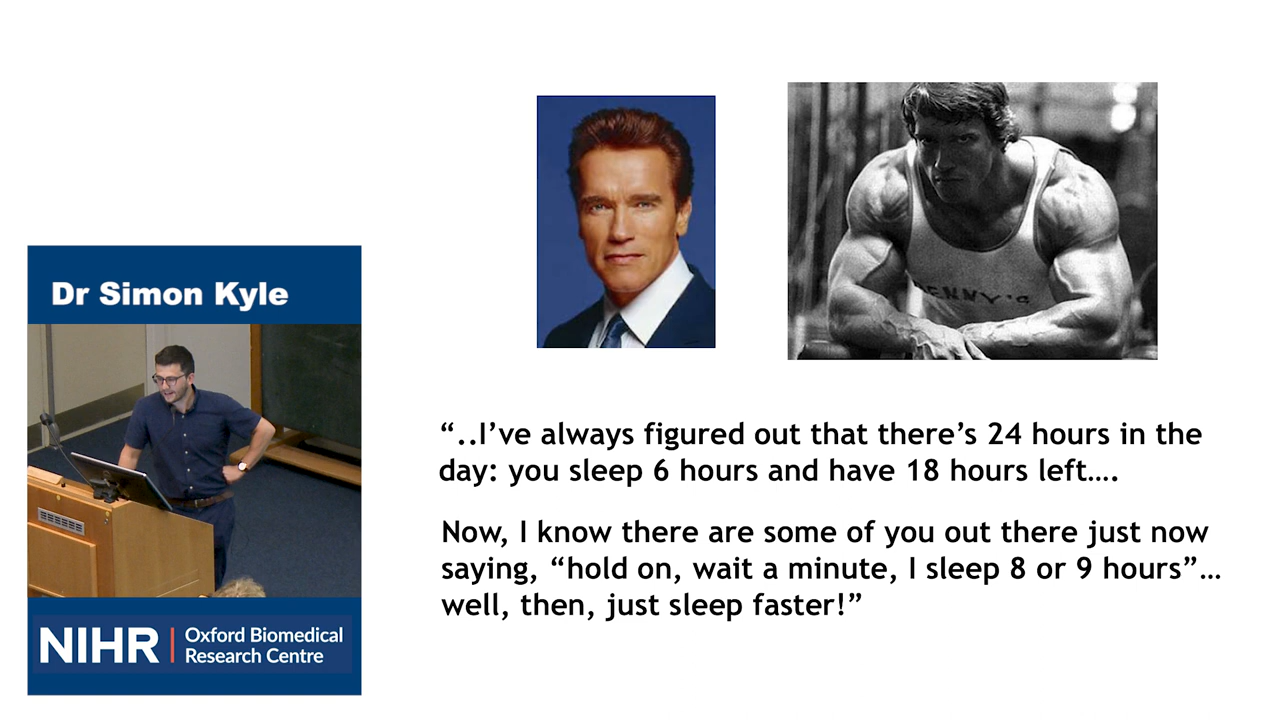 Dr Simon Kyle
NIHR | Oxford Biomedical
Research Centre
DENNY'S
“..I’ve always figured out that there’s 24 hours in the
day: you sleep 6 hours and have 18 hours left….
Now, I know there are some of you out there just now
saying, “hold on, wait a minute, I sleep 8 or 9 hours”…
well, then, just sleep faster!”